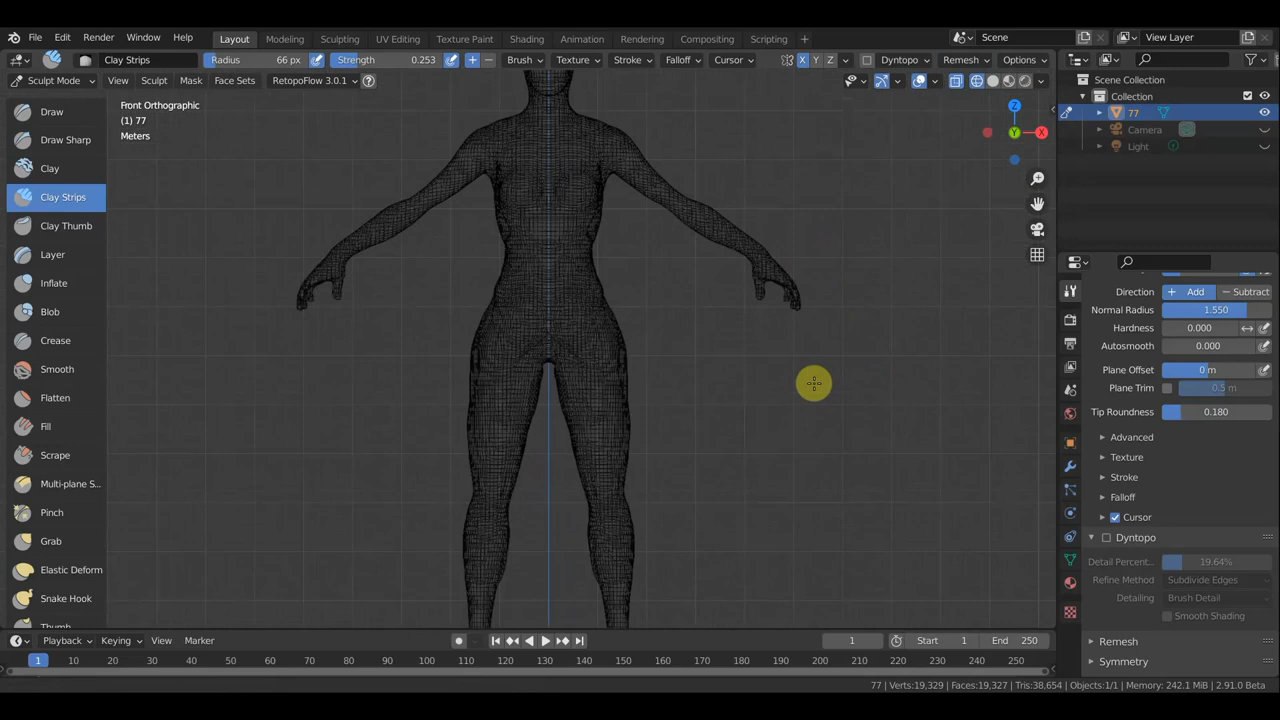 File Edit Render Window Help Layout Modeling Sculpting UV Editing Texture Paint Shading Animation Rendering Compositing Scripting + Scene View Layer
Clay Strips Radius 66 px Strength 0.253 Brush Texture Stroke Falloff Cursor X Y Z Dyntopo Remesh Options
Sculpt Mode View Sculpt Mask Face Sets RetopoFlow 3.0.1 ?
Scene Collection
Collection
77
Camera
Light
Front Orthographic
(1) 77
Meters
Z
Y
X
Draw
Draw Sharp
Clay
Clay Strips
Clay Thumb
Layer
Inflate
Blob
Crease
Smooth
Flatten
Fill
Scrape
Multi-plane S...
Pinch
Grab
Elastic Deform
Snake Hook
Direction + Add − Subtract
Normal Radius 1.550
Hardness 0.000
Autosmooth 0.000
Plane Offset 0 m
Plane Trim 0.5 m
Tip Roundness 0.180
Advanced
Texture
Stroke
Falloff
Cursor
Dyntopo
Detail Percent... 19.64%
Refine Method Subdivide Edges
Detailing Brush Detail
Smooth Shading
Remesh
Symmetry
Playback Keying View Marker 1 Start 1 End 250
1 10 20 30 40 50 60 70 80 90 100 110 120 130 140 150 160 170 180 190 200 210 220 230 240 250
77 | Verts:19,329 | Faces:19,327 | Tris:38,654 | Objects:1/1 | Memory: 242.1 MiB | 2.91.0 Beta